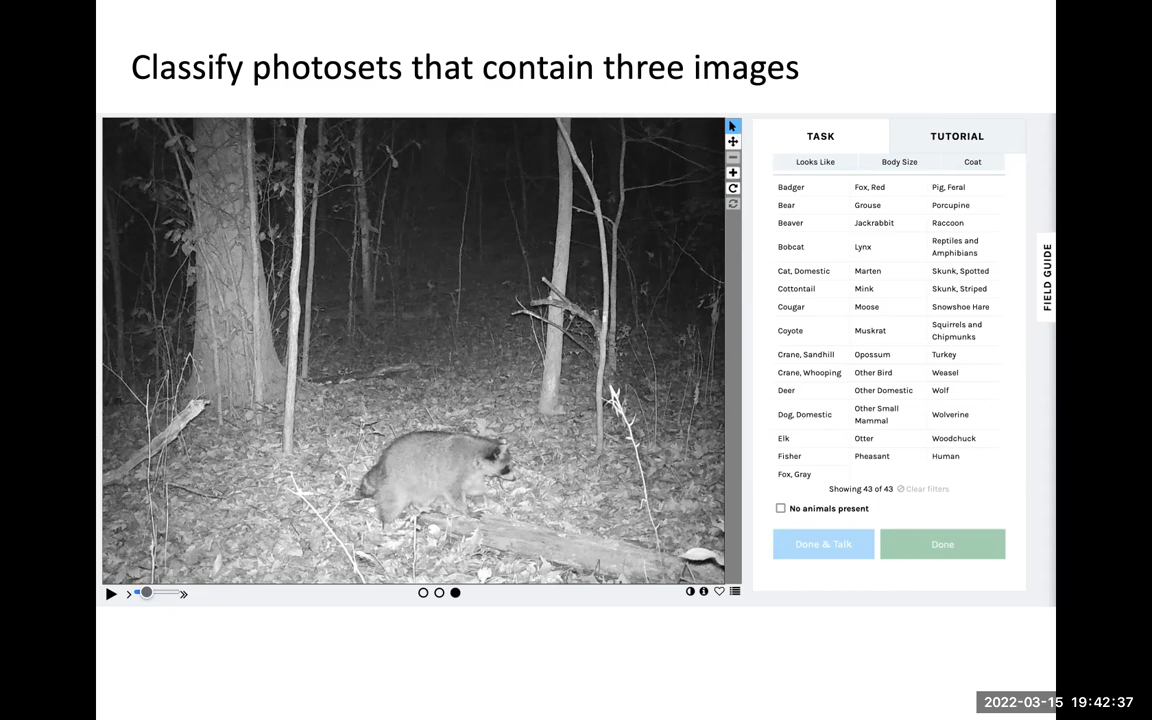 Classify photosets that contain three images
TASK
TUTORIAL
Looks Like
Body Size
Coat
Badger
Fox, Red
Pig, Feral
Bear
Grouse
Porcupine
Beaver
Jackrabbit
Raccoon
Bobcat
Lynx
Reptiles and
Amphibians
Cat, Domestic
Marten
Skunk, Spotted
Cottontail
Mink
Skunk, Striped
Cougar
Moose
Snowshoe Hare
Coyote
Muskrat
Squirrels and
Chipmunks
Crane, Sandhill
Opossum
Turkey
Crane, Whooping
Other Bird
Weasel
Deer
Other Domestic
Wolf
Dog, Domestic
Other Small
Mammal
Wolverine
Elk
Otter
Woodchuck
Fisher
Pheasant
Human
Fox, Gray
Showing 43 of 43
Clear filters
No animals present
Done & Talk
Done
FIELD GUIDE
2022-03-15 19:42:37